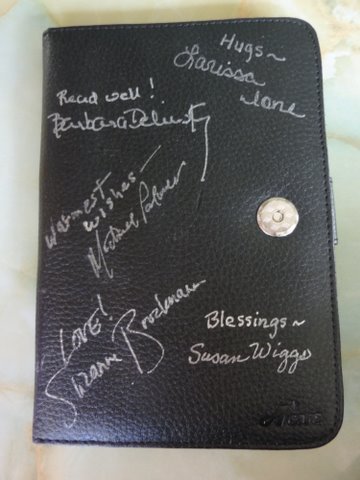 Hugs~
Larissa
Ione
Read well!
Barbara Delinsky
Warmest
wishes—
Michael Palmer
LOVE!
Suzanne Brockmann
Blessings~
Susan Wiggs